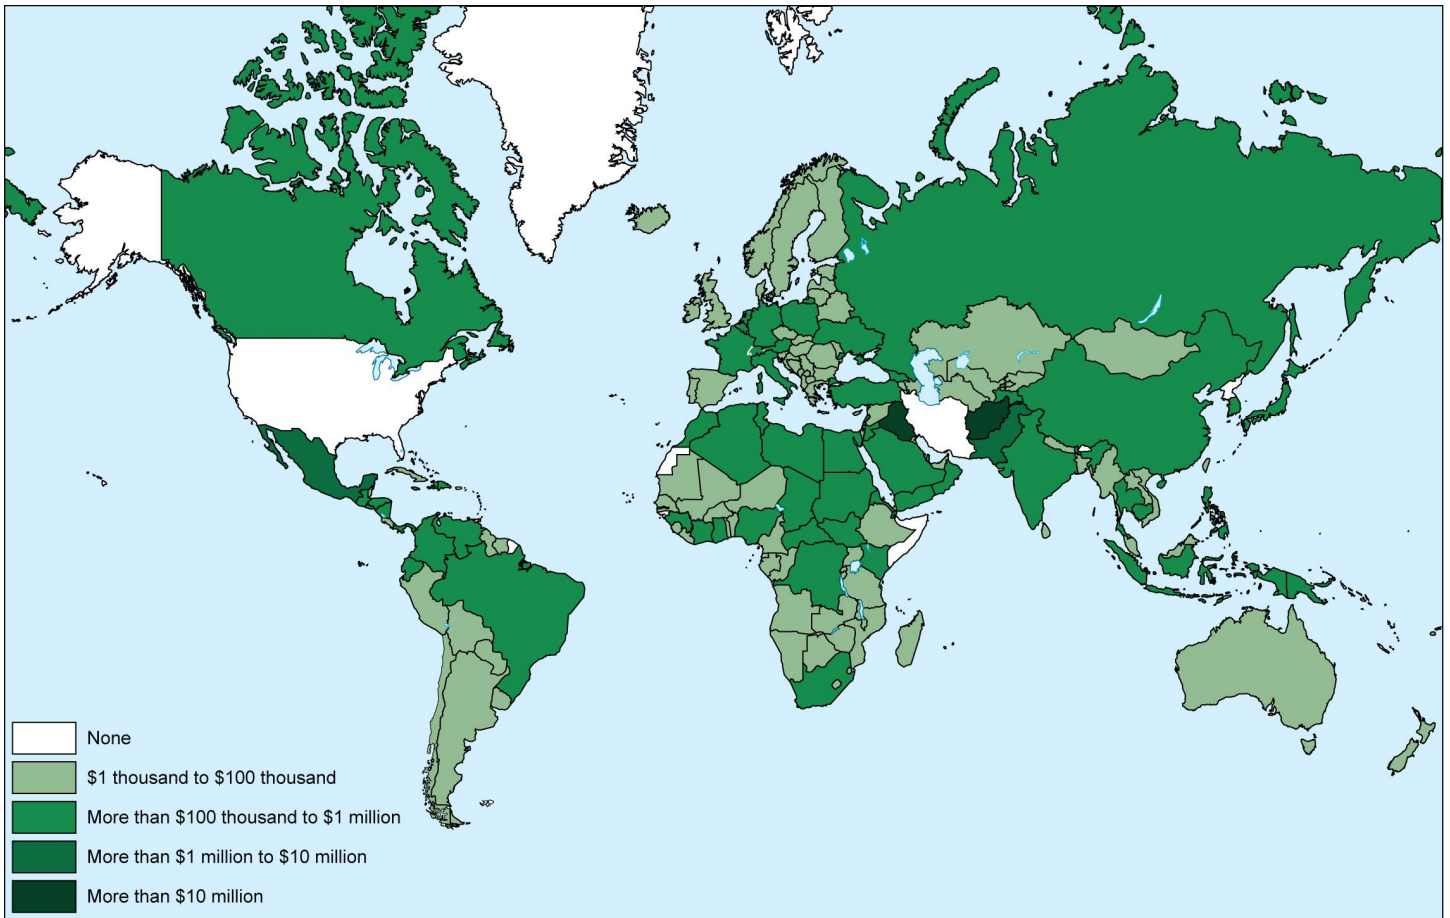 None
$1 thousand to $100 thousand
More than $100 thousand to $1 million
More than $1 million to $10 million
More than $10 million